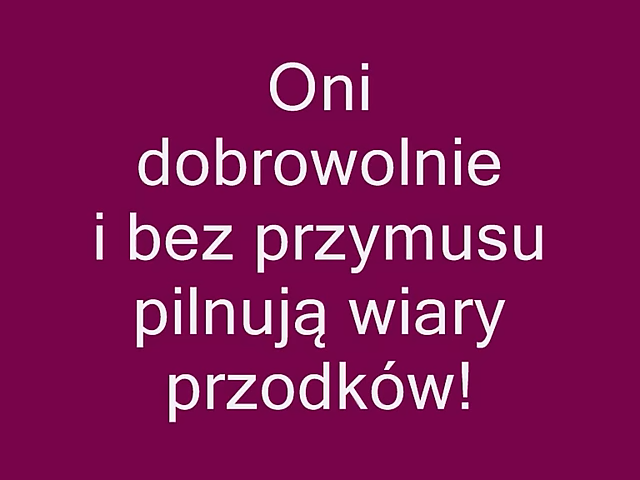 Oni
dobrowolnie
i bez przymusu
pilnują wiary
przodków!